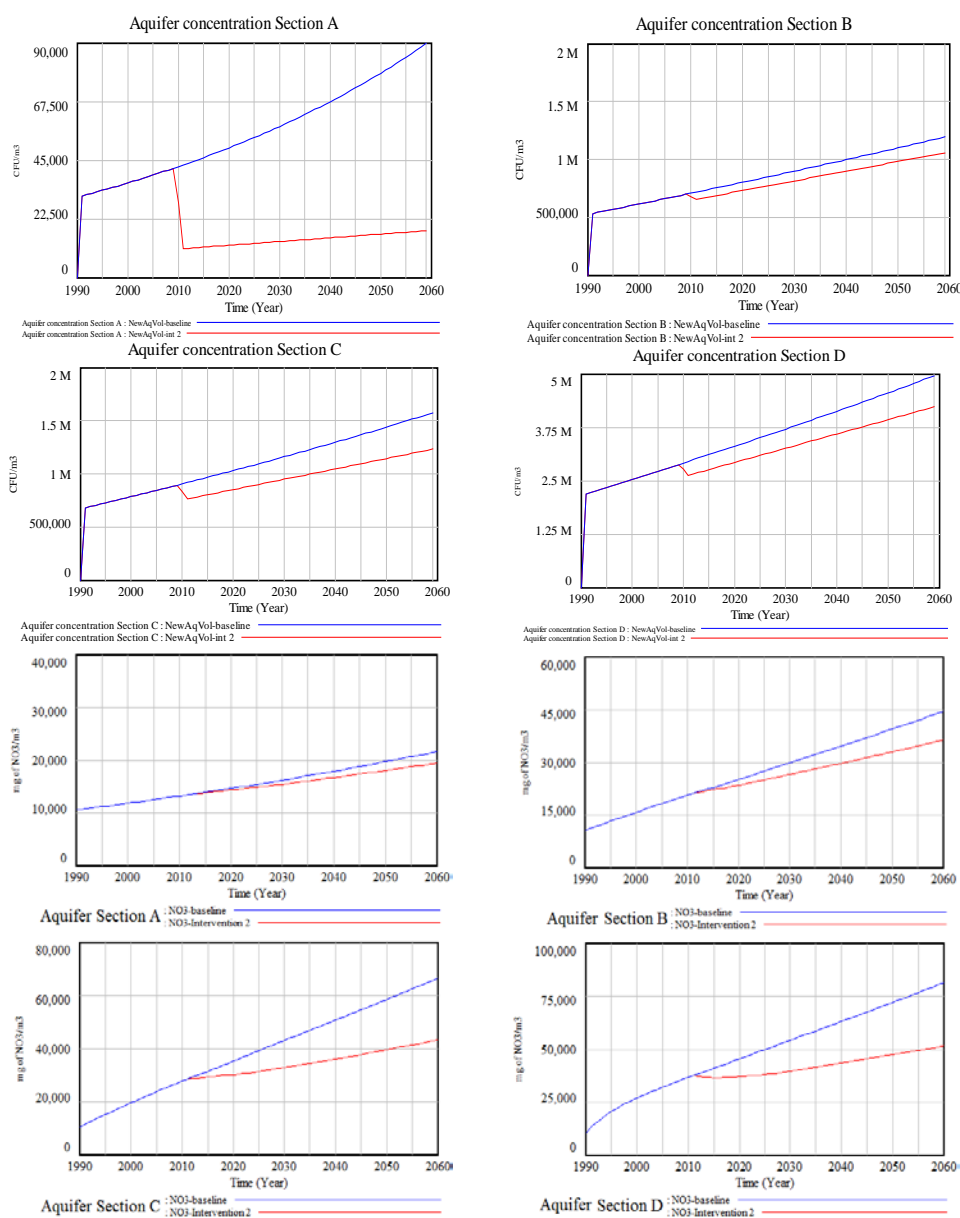 Aquifer concentration Section A
90,000
67,500
45,000
22,500
0
CFU/m3
1990 2000 2010 2020 2030 2040 2050 2060
Time (Year)
Aquifer concentration Section A : NewAqVol-baseline
Aquifer concentration Section A : NewAqVol-int 2
Aquifer concentration Section B
2 M
1.5 M
1 M
500,000
0
CFU/m3
1990 2000 2010 2020 2030 2040 2050 2060
Time (Year)
Aquifer concentration Section B : NewAqVol-baseline
Aquifer concentration Section B : NewAqVol-int 2
Aquifer concentration Section C
2 M
1.5 M
1 M
500,000
0
CFU/m3
1990 2000 2010 2020 2030 2040 2050 2060
Time (Year)
Aquifer concentration Section C : NewAqVol-baseline
Aquifer concentration Section C : NewAqVol-int 2
Aquifer concentration Section D
5 M
3.75 M
2.5 M
1.25 M
0
CFU/m3
1990 2000 2010 2020 2030 2040 2050 2060
Time (Year)
Aquifer concentration Section D : NewAqVol-baseline
Aquifer concentration Section D : NewAqVol-int 2
40,000
30,000
20,000
10,000
0
mg of NO3/m3
1990 2000 2010 2020 2030 2040 2050 2060
Time (Year)
Aquifer Section A : NO3-baseline
: NO3-Intervention 2
60,000
45,000
30,000
15,000
0
mg of NO3/m3
1990 2000 2010 2020 2030 2040 2050 2060
Time (Year)
Aquifer Section B : NO3-baseline
: NO3-Intervention 2
80,000
60,000
40,000
20,000
0
mg of NO3/m3
1990 2000 2010 2020 2030 2040 2050 2060
Time (Year)
Aquifer Section C : NO3-baseline
: NO3-Intervention 2
100,000
75,000
50,000
25,000
0
mg of NO3/m3
1990 2000 2010 2020 2030 2040 2050 2060
Time (Year)
Aquifer Section D : NO3-baseline
: NO3-Intervention 2